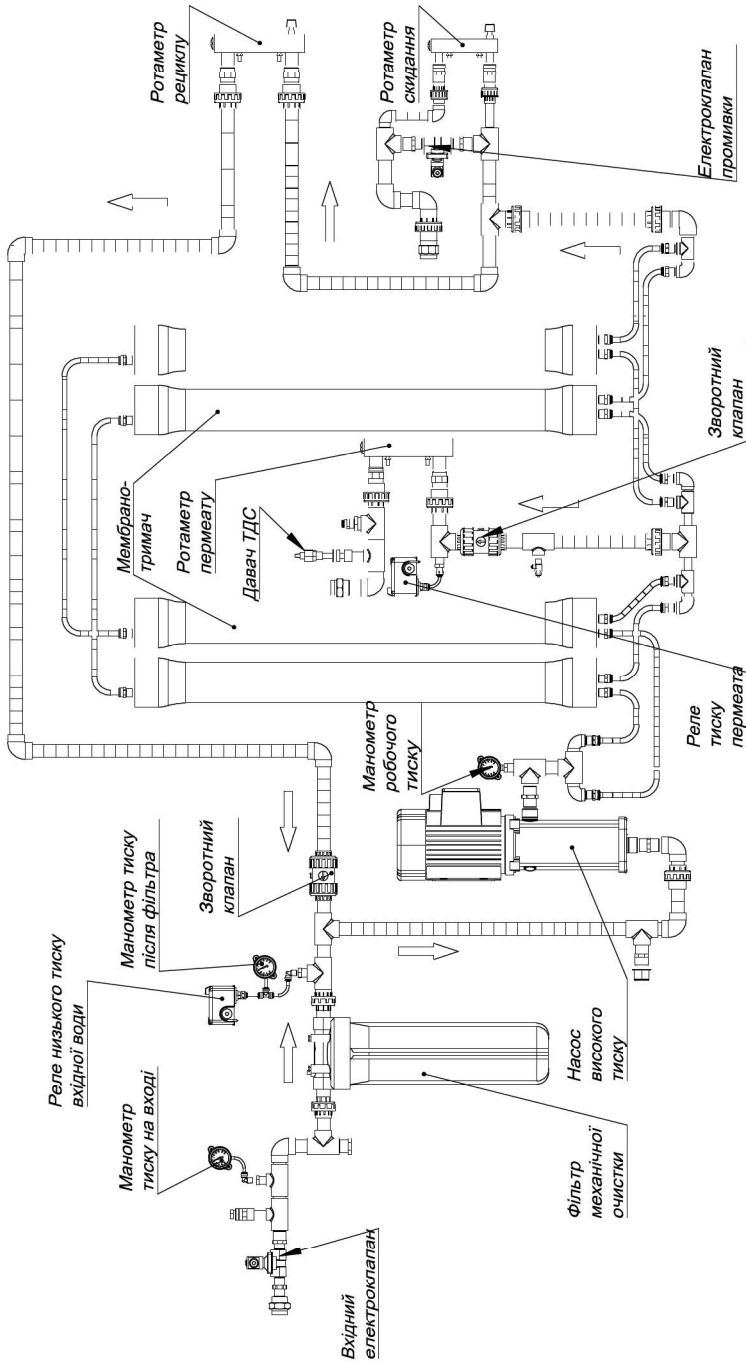 Вхідний
електроклапан
Манометр
тиску на вході
Реле низького тиску
вхідної води
Манометр тиску
після фільтра
Зворотний
клапан
Фільтр
механічної
очистки
Насос
високого
тиску
Манометр
робочого
тиску
Реле
тиску
пермеата
Мембрано-
тримач
Ротаметр
пермеату
Давач ТДС
Зворотний
клапан
Ротаметр
рециклу
Ротаметр
скидання
Електроклапан
промивки